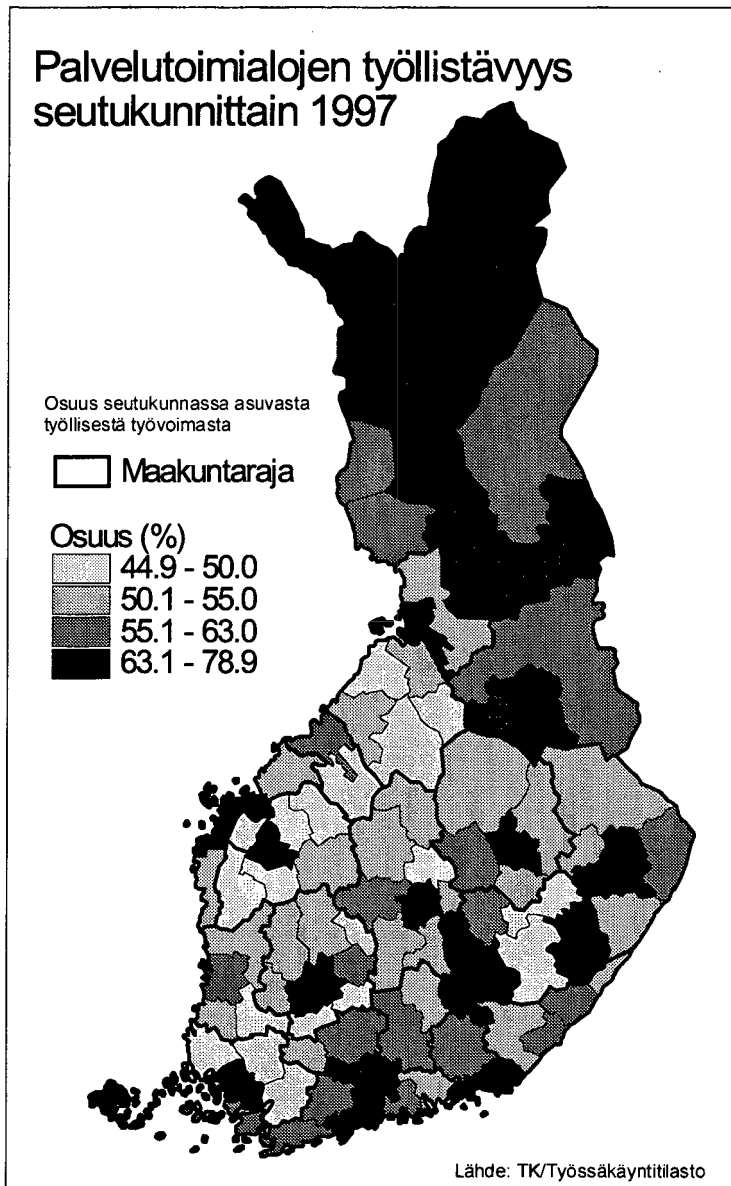 Palvelutoimialojen työllistävyys
seutukunnittain 1997
Osuus seutukunnassa asuvasta
työllisestä työvoimasta
Maakuntaraja
Osuus (%)
44.9 - 50.0
50.1 - 55.0
55.1 - 63.0
63.1 - 78.9
Lähde: TK/Työssäkäyntitilasto